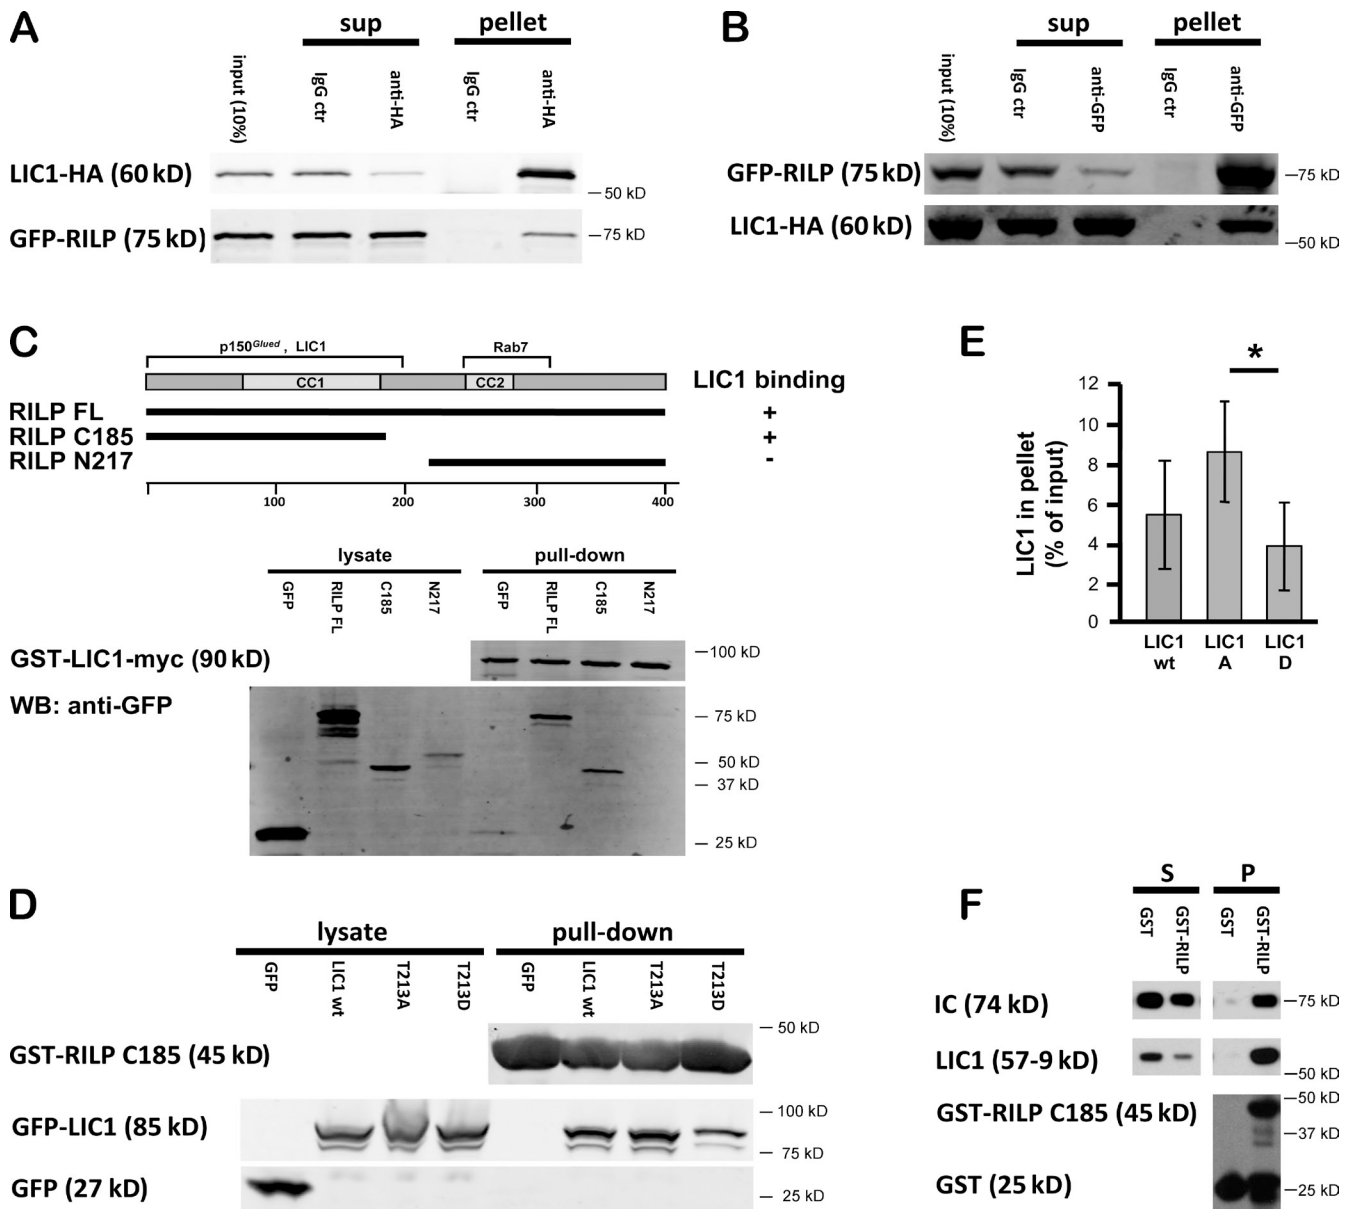 A
sup
pellet
input (10%)
IgG ctr
anti-HA
IgG ctr
anti-HA
LIC1-HA (60 kD)
50 kD
GFP-RILP (75 kD)
75 kD
B
sup
pellet
input (10%)
IgG ctr
anti-GFP
IgG ctr
anti-GFP
GFP-RILP (75 kD)
75 kD
LIC1-HA (60 kD)
50 kD
C
p150Glued , LIC1
Rab7
CC1
CC2
LIC1 binding
RILP FL
+
RILP C185
+
RILP N217
-
100
200
300
400
lysate
pull-down
GFP
RILP FL
C185
N217
GFP
RILP FL
C185
N217
GST-LIC1-myc (90 kD)
100 kD
WB: anti-GFP
75 kD
50 kD
37 kD
25 kD
D
lysate
pull-down
GFP
LIC1 wt
T213A
T213D
GFP
LIC1 wt
T213A
T213D
50 kD
GST-RILP C185 (45 kD)
GFP-LIC1 (85 kD)
100 kD
75 kD
GFP (27 kD)
25 kD
E
*
LIC1 in pellet
(% of input)
12
10
8
6
4
2
0
LIC1
wt
LIC1
A
LIC1
D
F
S
P
GST
GST-RILP
GST
GST-RILP
IC (74 kD)
75 kD
LIC1 (57-9 kD)
50 kD
50 kD
GST-RILP C185 (45 kD)
37 kD
GST (25 kD)
25 kD